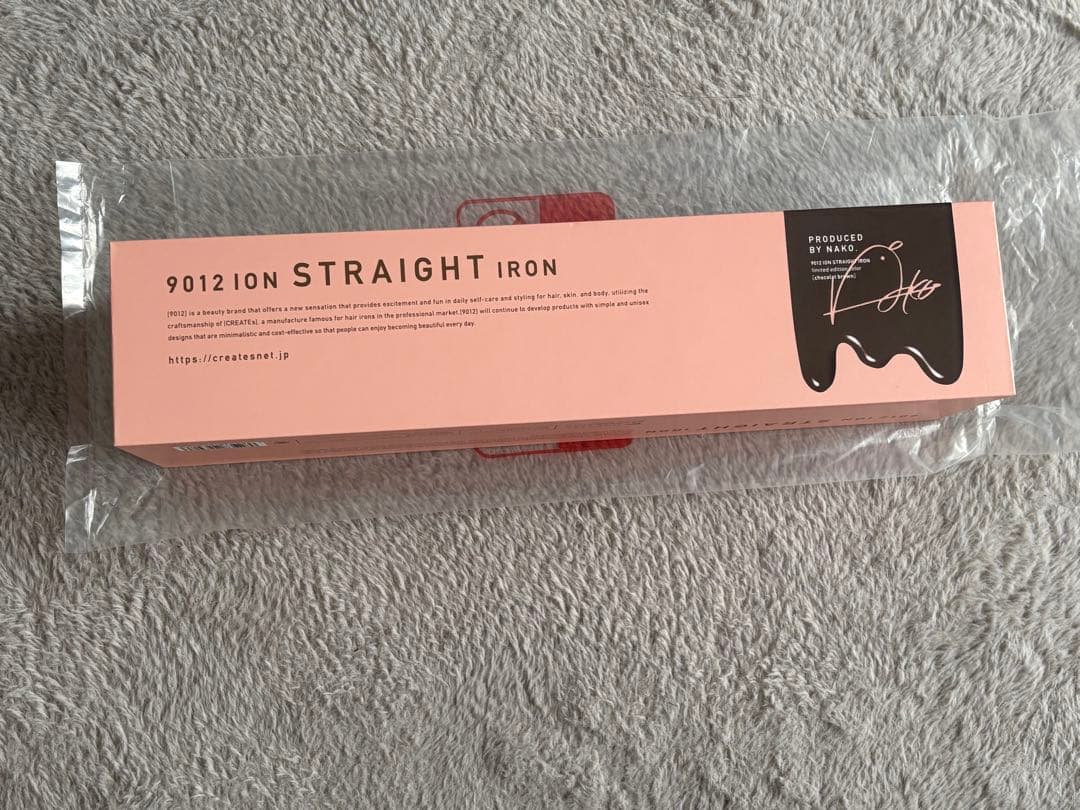 9012 ION STRAIGHT IRON
[9012] is a beauty brand that offers a new sensation that provides excitement and fun in daily self-care and styling for hair, skin, and body, utilizing the
craftsmanship of [CREATEs], a manufacture famous for hair irons in the professional market.[9012] will continue to develop products with simple and unisex
designs that are minimalistic and cost-effective so that people can enjoy becoming beautiful every day.
https://createsnet.jp
PRODUCED
BY NAKO.
9012 ION STRAIGHT IRON
limited edition color
[chocolat brown]
9012 ION STRAIGHT IRON